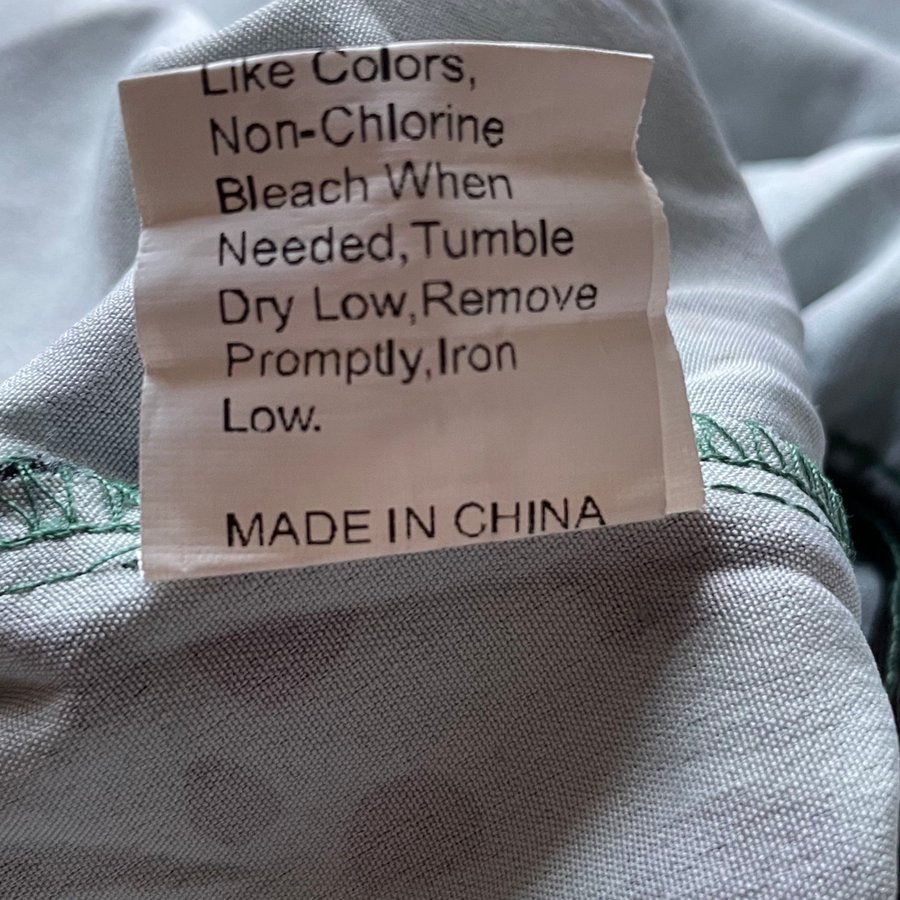 Like Colors,
Non-Chlorine
Bleach When
Needed,Tumble
Dry Low,Remove
Promptly,Iron
Low.
MADE IN CHINA